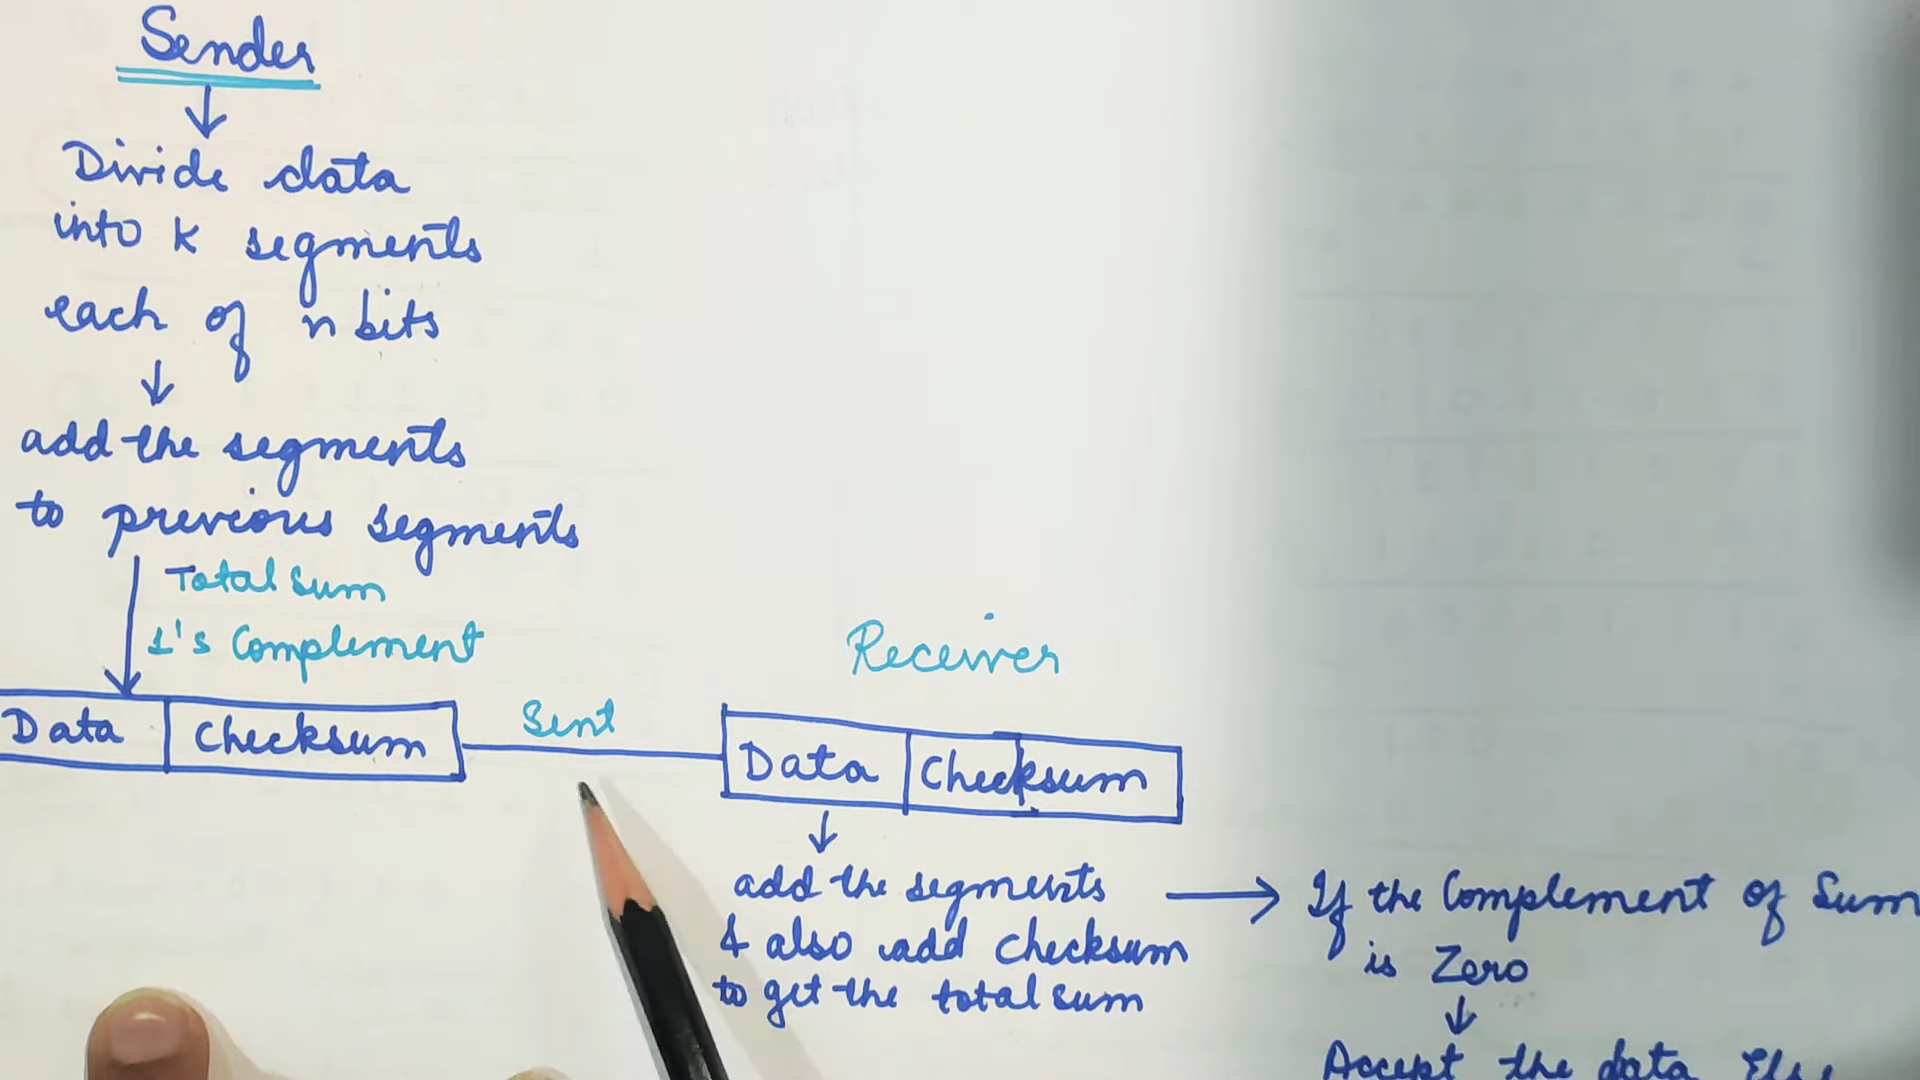 Sender
Divide data
into K segments
each of n bits
add the segments
to previous segments
Total Sum
1's Complement
Data Checksum
Sent
Receiver
Data Checksum
add the segments
& also add checksum
to get the total sum
If the Complement of Sum
is Zero
Accept the data Else